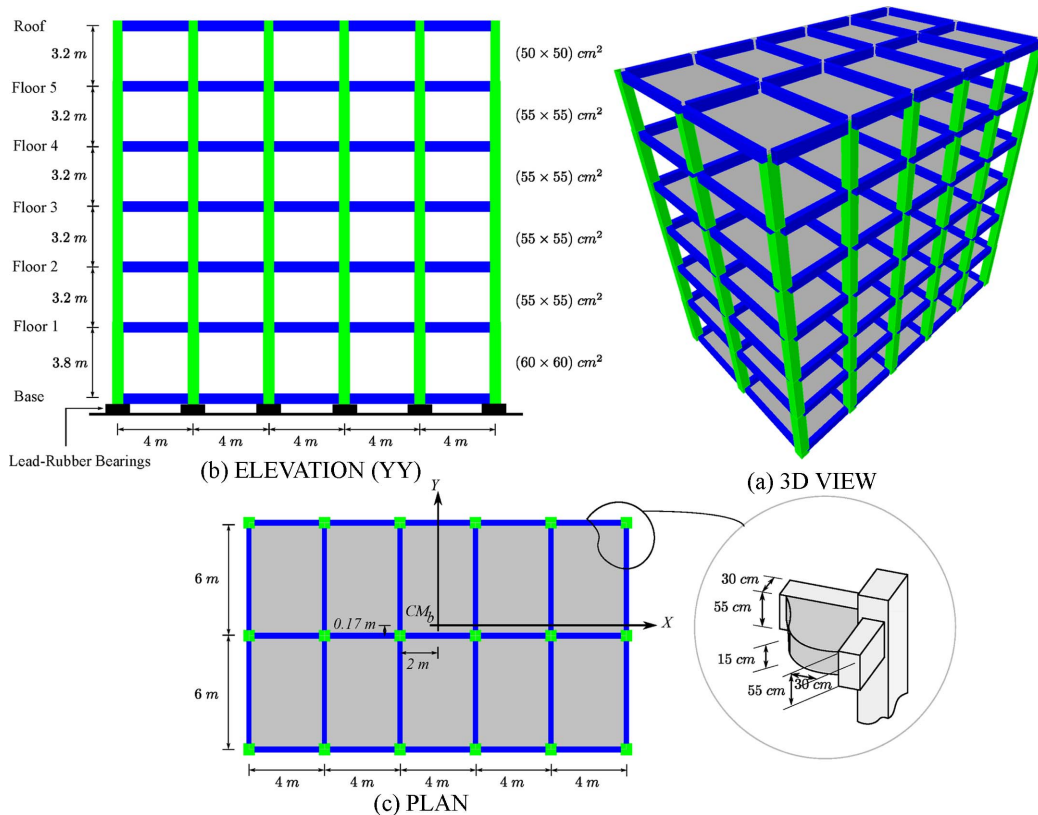 Roof
3.2 m
(50 × 50) cm²
Floor 5
3.2 m
(55 × 55) cm²
Floor 4
3.2 m
(55 × 55) cm²
Floor 3
3.2 m
(55 × 55) cm²
Floor 2
3.2 m
(55 × 55) cm²
Floor 1
3.8 m
(60 × 60) cm²
Base
4 m 4 m 4 m 4 m 4 m
Lead-Rubber Bearings
(b) ELEVATION (YY)
(a) 3D VIEW
Y
6 m
CM_b
X
0.17 m
2 m
6 m
4 m 4 m 4 m 4 m 4 m
(c) PLAN
30 cm
55 cm
15 cm
30 cm
55 cm